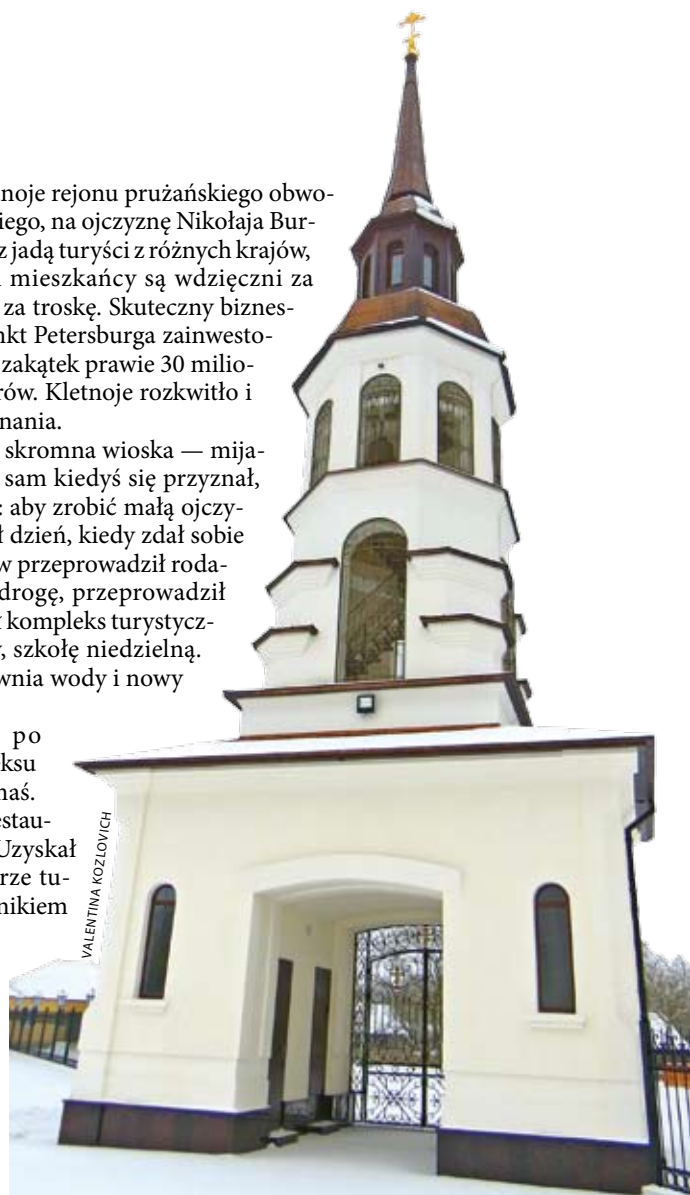 noje rejonu prużańskiego obwo-
iego, na ojczyznę Nikołaja Bur-
z jadą turyści z różnych krajów,
mieszkańcy są wdzięczni za
za troskę. Skuteczny biznes-
nkt Petersburga zainwesto-
zakątek prawie 30 milio-
rów. Kletnoje rozkwitło i
nania.
skromna wioska — mija-
sam kiedyś się przyznał,
: aby zrobić małą ojczy-
ł dzień, kiedy zdał sobie
w przeprowadził roda-
drogę, przeprowadził
kompleks turystycz-
, szkołę niedzielną.
wnia wody i nowy
po
eksu
naś.
estau-
Uzyskał
rze tu-
nikiem
VALENTINA KOZLOVICH